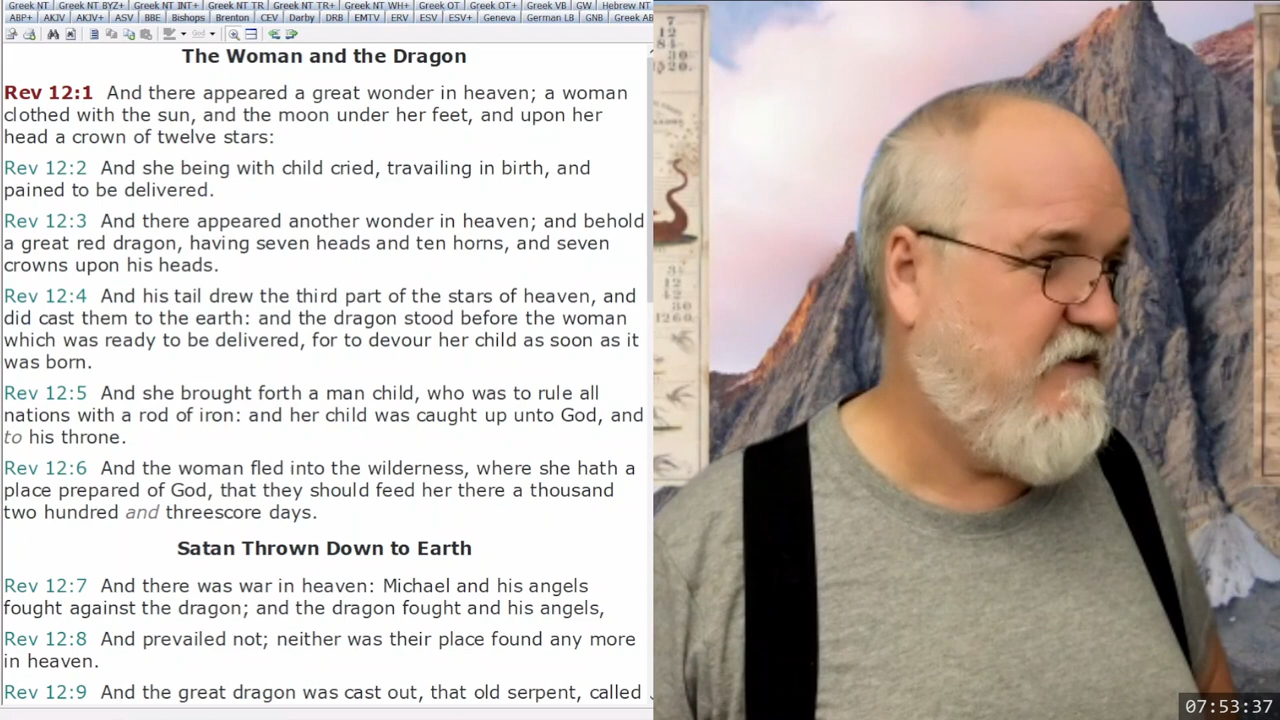 Greek NT Greek NT BYZ+ Greek NT INT+ Greek NT TR Greek NT TR+ Greek NT WH+ Greek OT Greek OT+ Greek VB GW Hebrew NT
ABP+ AKJV AKJV+ ASV BBE Bishops Brenton CEV Darby DRB EMTV ERV ESV ESV+ Geneva German LB GNB Greek AB
The Woman and the Dragon
Rev 12:1 And there appeared a great wonder in heaven; a woman
clothed with the sun, and the moon under her feet, and upon her
head a crown of twelve stars:
Rev 12:2 And she being with child cried, travailing in birth, and
pained to be delivered.
Rev 12:3 And there appeared another wonder in heaven; and behold
a great red dragon, having seven heads and ten horns, and seven
crowns upon his heads.
Rev 12:4 And his tail drew the third part of the stars of heaven, and
did cast them to the earth: and the dragon stood before the woman
which was ready to be delivered, for to devour her child as soon as it
was born.
Rev 12:5 And she brought forth a man child, who was to rule all
nations with a rod of iron: and her child was caught up unto God, and
to his throne.
Rev 12:6 And the woman fled into the wilderness, where she hath a
place prepared of God, that they should feed her there a thousand
two hundred and threescore days.
Satan Thrown Down to Earth
Rev 12:7 And there was war in heaven: Michael and his angels
fought against the dragon; and the dragon fought and his angels,
Rev 12:8 And prevailed not; neither was their place found any more
in heaven.
Rev 12:9 And the great dragon was cast out, that old serpent, called
7
12
1260
07:53:37